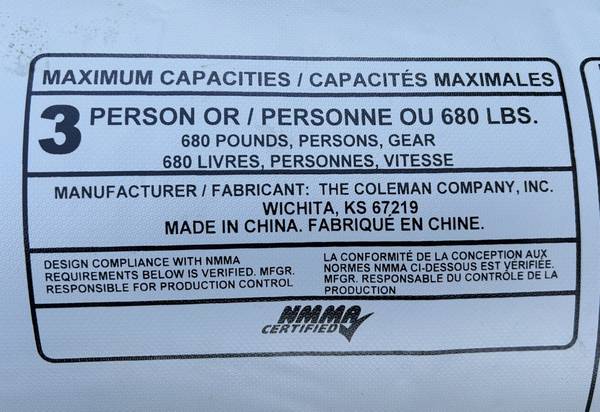 MAXIMUM CAPACITIES / CAPACITÉS MAXIMALES
3 PERSON OR / PERSONNE OU 680 LBS.
680 POUNDS, PERSONS, GEAR
680 LIVRES, PERSONNES, VITESSE
MANUFACTURER / FABRICANT: THE COLEMAN COMPANY, INC.
WICHITA, KS 67219
MADE IN CHINA. FABRIQUÉ EN CHINE.
DESIGN COMPLIANCE WITH NMMA
REQUIREMENTS BELOW IS VERIFIED. MFGR.
RESPONSIBLE FOR PRODUCTION CONTROL
LA CONFORMITÉ DE LA CONCEPTION AUX
NORMES NMMA CI-DESSOUS EST VÉRIFIÉE.
MFGR. RESPONSABLE DU CONTRÔLE DE LA
PRODUCTION
NMMA
CERTIFIED